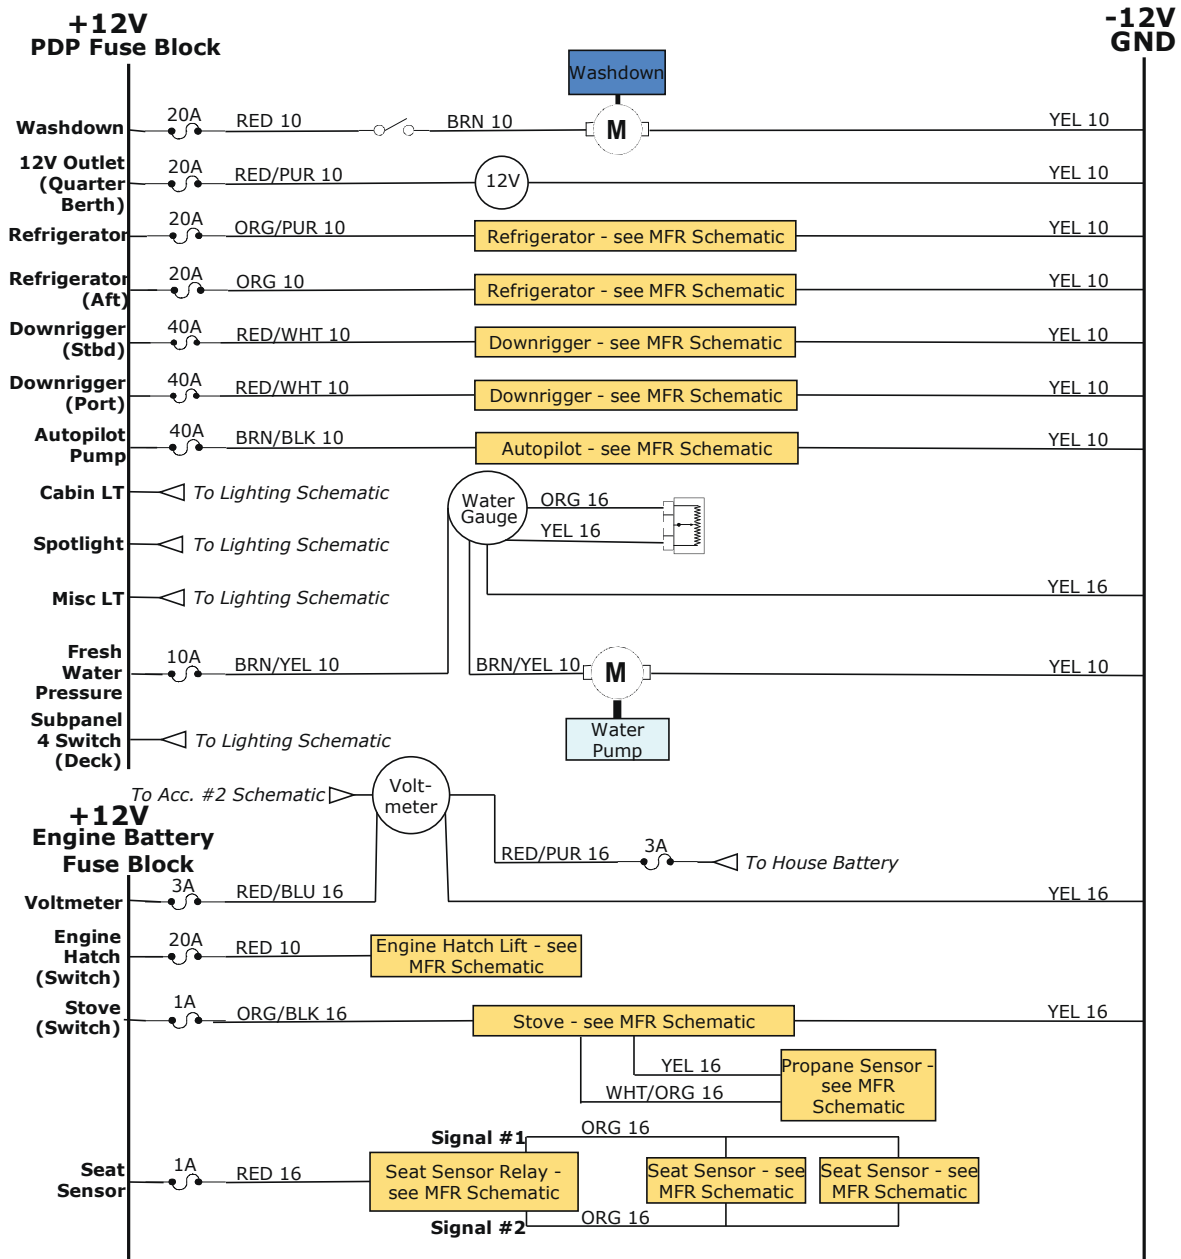 +12V
PDP Fuse Block
-12V
GND
Washdown
Washdown
20A
RED 10
BRN 10
M
YEL 10
12V Outlet
(Quarter
Berth)
20A
RED/PUR 10
12V
YEL 10
Refrigerator
20A
ORG/PUR 10
Refrigerator - see MFR Schematic
YEL 10
Refrigerator
(Aft)
20A
ORG 10
Refrigerator - see MFR Schematic
YEL 10
Downrigger
(Stbd)
40A
RED/WHT 10
Downrigger - see MFR Schematic
YEL 10
Downrigger
(Port)
40A
RED/WHT 10
Downrigger - see MFR Schematic
YEL 10
Autopilot
Pump
40A
BRN/BLK 10
Autopilot - see MFR Schematic
YEL 10
Cabin LT
To Lighting Schematic
Water
Gauge
ORG 16
YEL 16
Spotlight
To Lighting Schematic
Misc LT
To Lighting Schematic
YEL 16
Fresh
Water
Pressure
10A
BRN/YEL 10
BRN/YEL 10
M
YEL 10
Water
Pump
Subpanel
4 Switch
(Deck)
To Lighting Schematic
To Acc. #2 Schematic
Volt-
meter
+12V
Engine Battery
Fuse Block
RED/PUR 16
3A
To House Battery
Voltmeter
3A
RED/BLU 16
YEL 16
Engine
Hatch
(Switch)
20A
RED 10
Engine Hatch Lift - see
MFR Schematic
Stove
(Switch)
1A
ORG/BLK 16
Stove - see MFR Schematic
YEL 16
YEL 16
WHT/ORG 16
Propane Sensor -
see MFR
Schematic
Signal #1
ORG 16
Seat
Sensor
1A
RED 16
Seat Sensor Relay -
see MFR Schematic
Seat Sensor - see
MFR Schematic
Seat Sensor - see
MFR Schematic
Signal #2
ORG 16